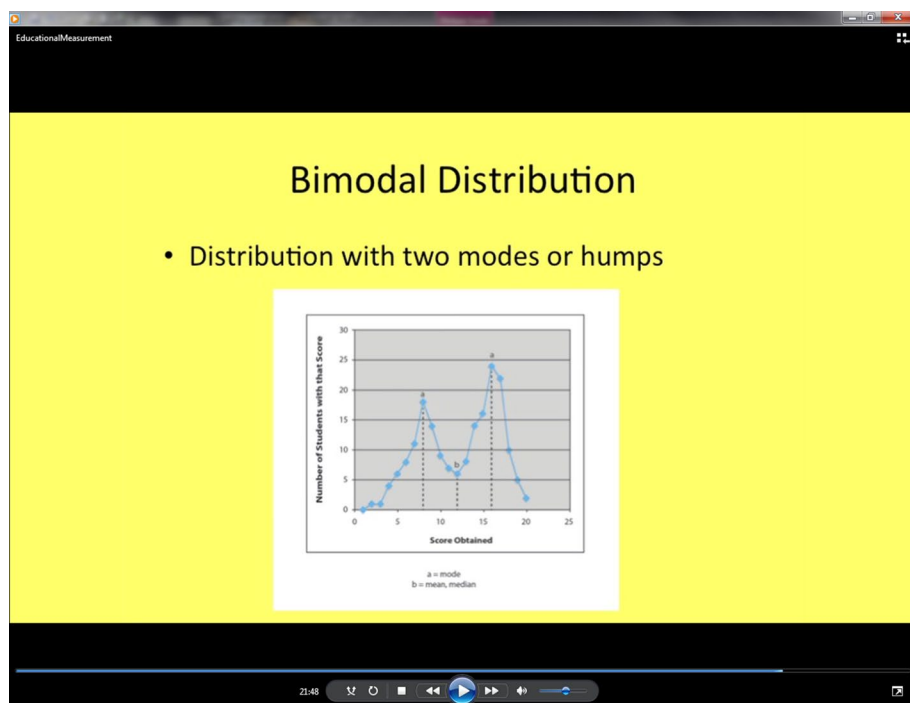 EducationalMeasurement
Bimodal Distribution
• Distribution with two modes or humps
Number of Students with that Score
30
25
20
15
10
5
0
a
b
a
0 5 10 15 20 25
Score Obtained
a = mode
b = mean, median
21:48